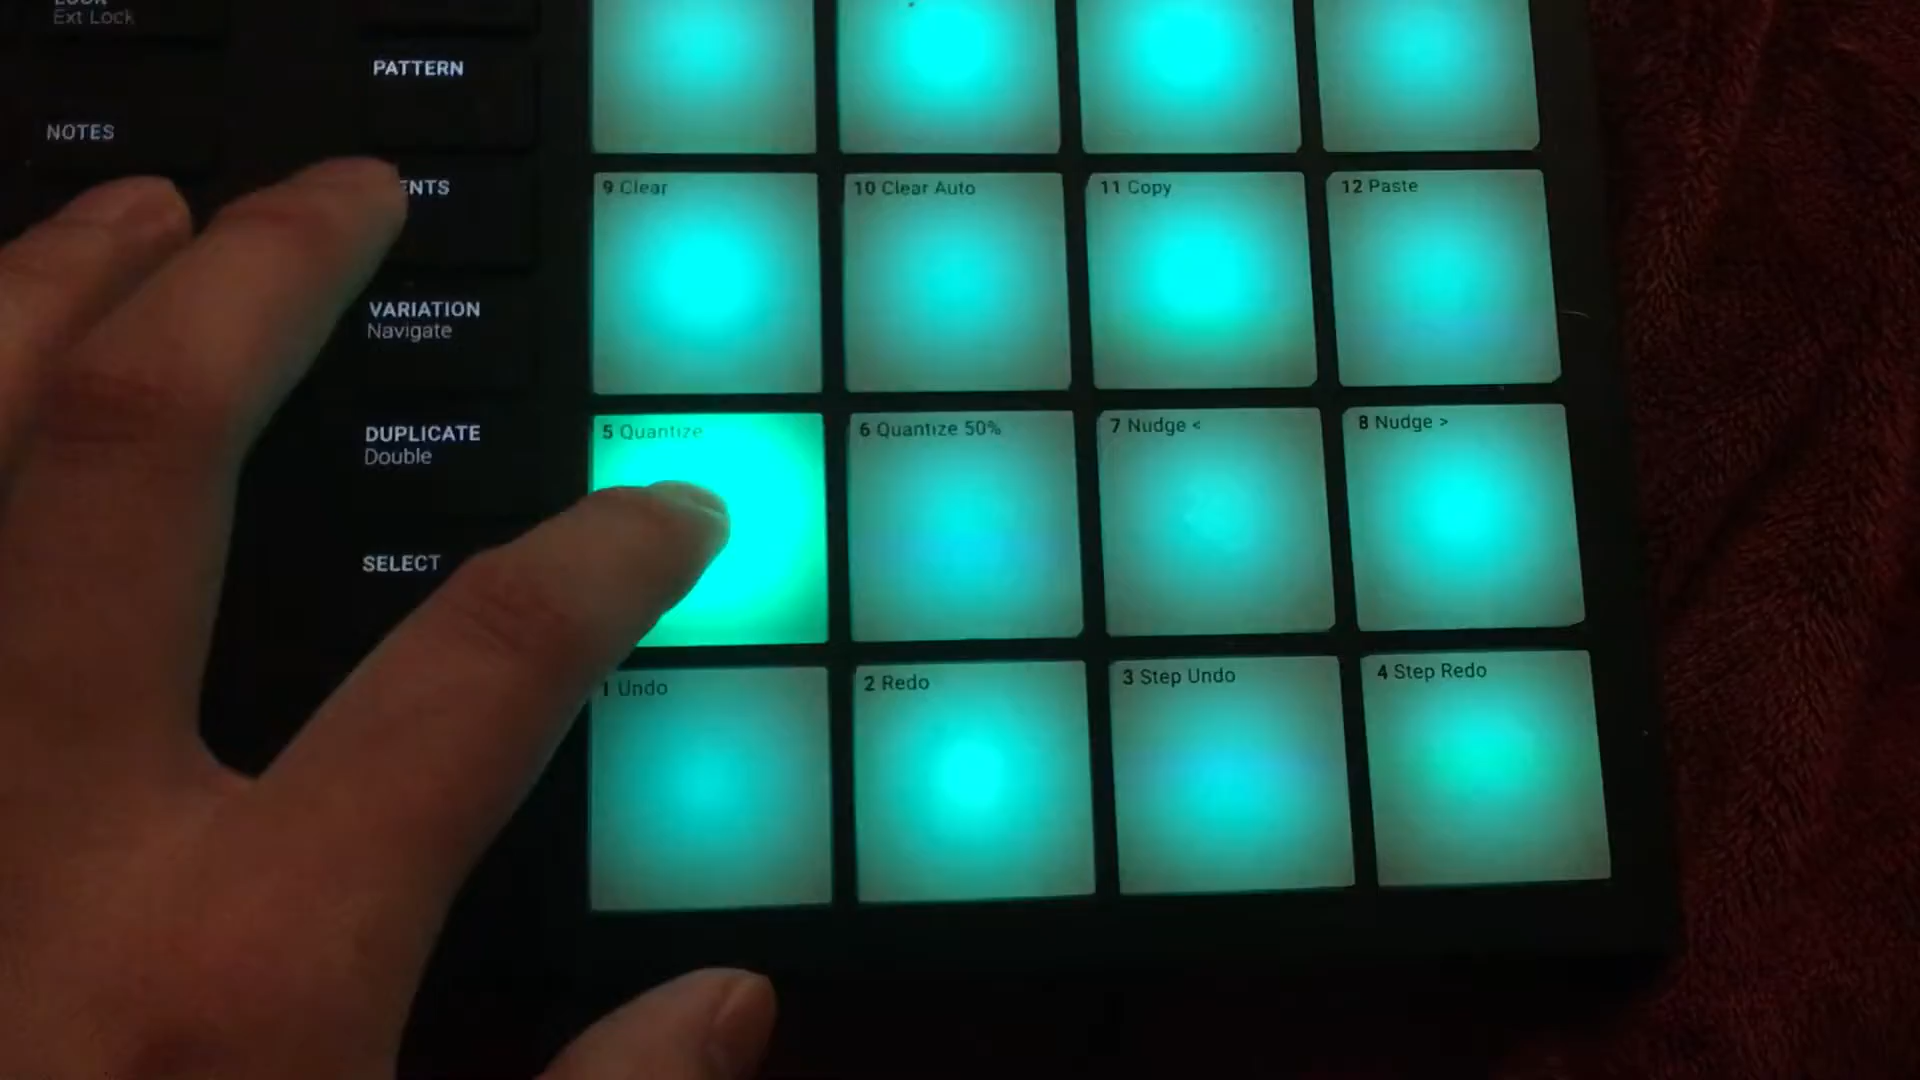 Ext Lock
PATTERN
NOTES
ENTS
VARIATION
Navigate
DUPLICATE
Double
SELECT
9 Clear
10 Clear Auto
11 Copy
12 Paste
5 Quantize
6 Quantize 50%
7 Nudge <
8 Nudge >
1 Undo
2 Redo
3 Step Undo
4 Step Redo